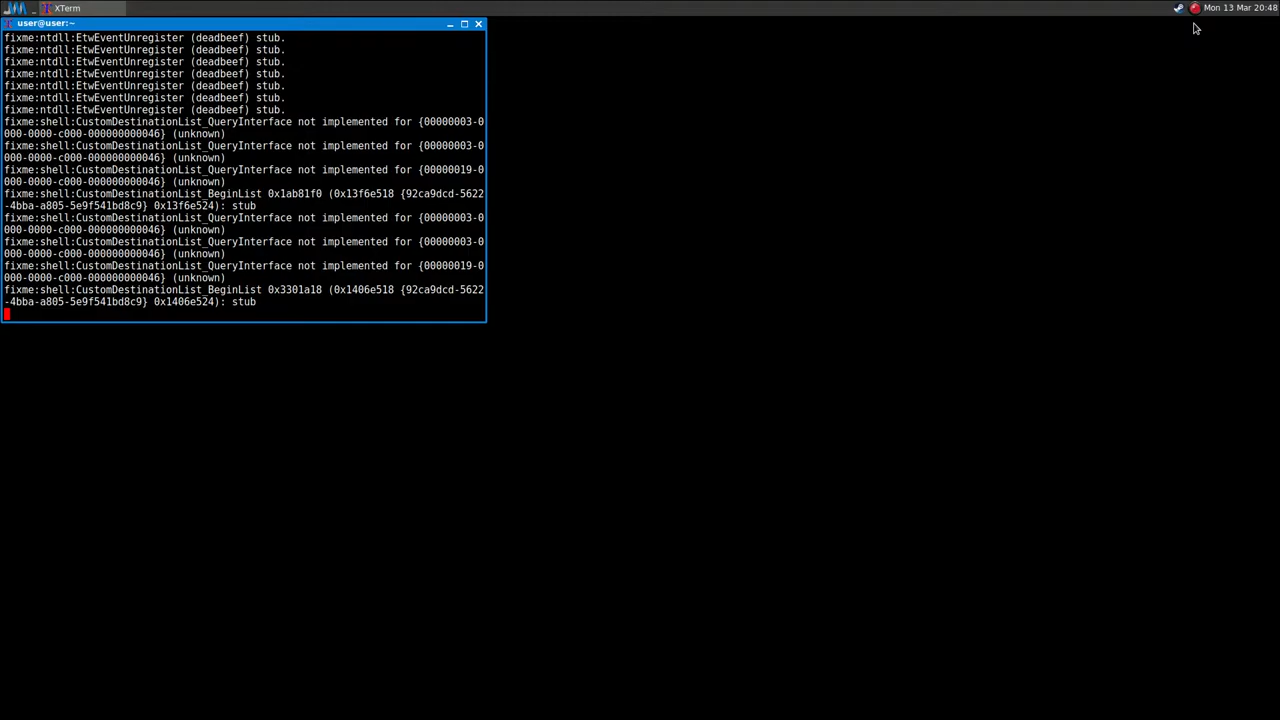 XTerm
Mon 13 Mar 20:48
user@user:~
fixme:ntdll:EtwEventUnregister (deadbeef) stub.
fixme:ntdll:EtwEventUnregister (deadbeef) stub.
fixme:ntdll:EtwEventUnregister (deadbeef) stub.
fixme:ntdll:EtwEventUnregister (deadbeef) stub.
fixme:ntdll:EtwEventUnregister (deadbeef) stub.
fixme:ntdll:EtwEventUnregister (deadbeef) stub.
fixme:ntdll:EtwEventUnregister (deadbeef) stub.
fixme:shell:CustomDestinationList_QueryInterface not implemented for {00000003-0
000-0000-c000-000000000046} (unknown)
fixme:shell:CustomDestinationList_QueryInterface not implemented for {00000003-0
000-0000-c000-000000000046} (unknown)
fixme:shell:CustomDestinationList_QueryInterface not implemented for {00000019-0
000-0000-c000-000000000046} (unknown)
fixme:shell:CustomDestinationList_BeginList 0x1ab81f0 (0x13f6e518 {92ca9dcd-5622
-4bba-a805-5e9f541bd8c9} 0x13f6e524): stub
fixme:shell:CustomDestinationList_QueryInterface not implemented for {00000003-0
000-0000-c000-000000000046} (unknown)
fixme:shell:CustomDestinationList_QueryInterface not implemented for {00000003-0
000-0000-c000-000000000046} (unknown)
fixme:shell:CustomDestinationList_QueryInterface not implemented for {00000019-0
000-0000-c000-000000000046} (unknown)
fixme:shell:CustomDestinationList_BeginList 0x3301a18 (0x1406e518 {92ca9dcd-5622
-4bba-a805-5e9f541bd8c9} 0x1406e524): stub